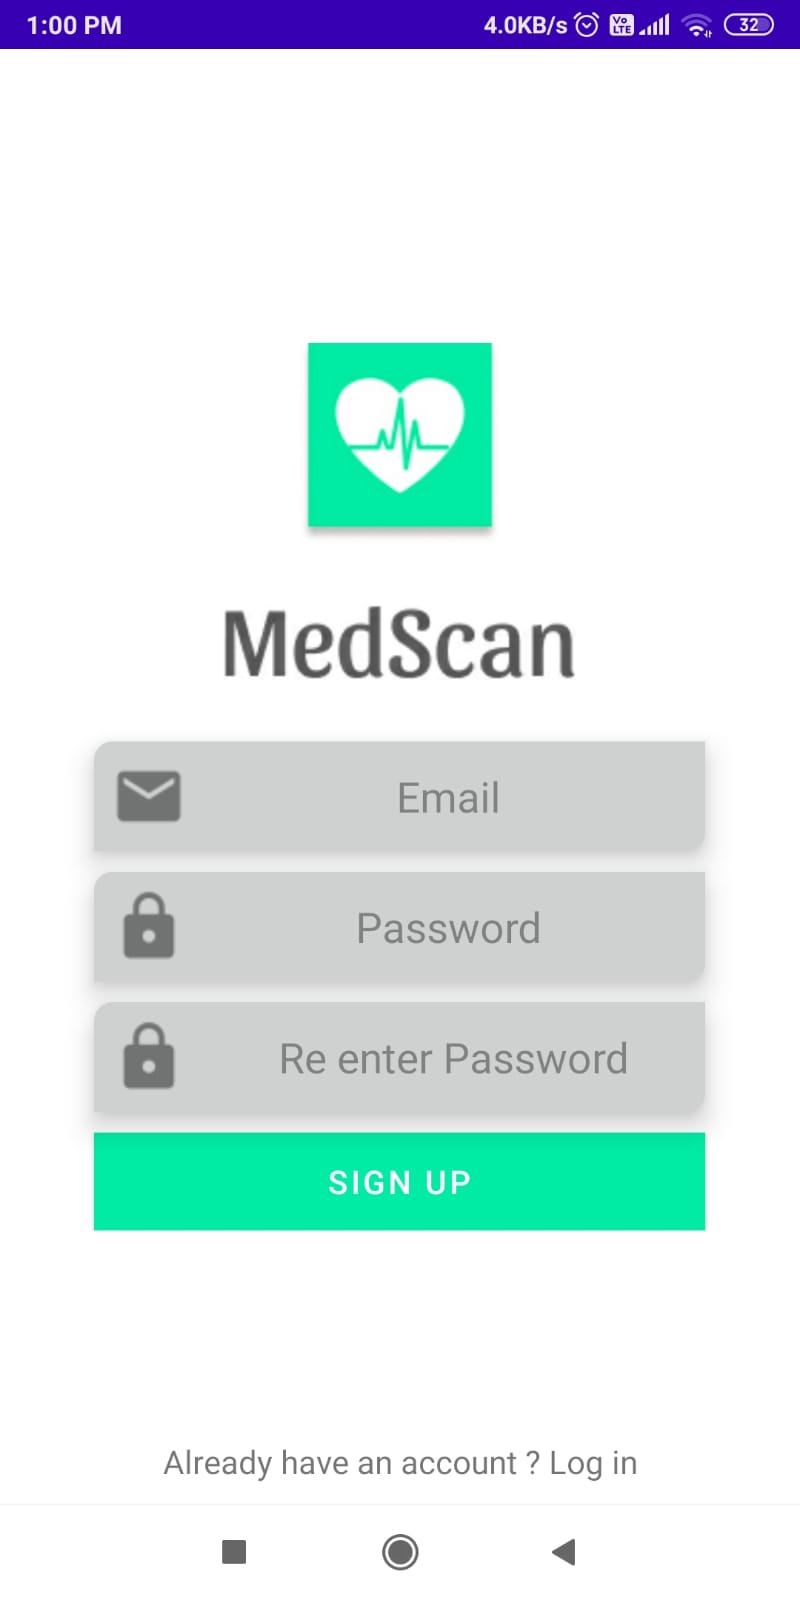 1:00 PM 4.0KB/s Vo LTE 32
MedScan
Email
Password
Re enter Password
SIGN UP
Already have an account ? Log in